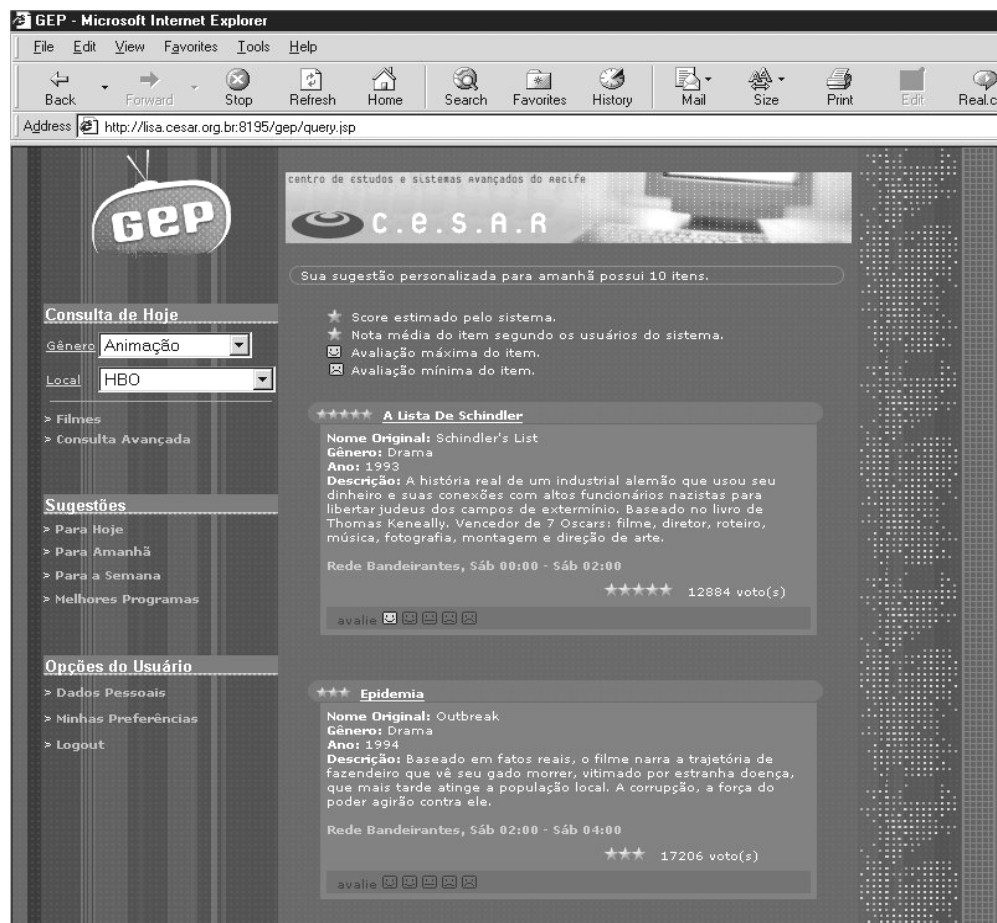 GEP - Microsoft Internet Explorer
File Edit View Favorites Tools Help
Back Forward Stop Refresh Home Search Favorites History Mail Size Print Edit Real.c
Address http://lisa.cesar.org.br:8195/gep/query.jsp
GEP
centro de estudos e sistemas avançados do recife
C.e.S.A.R
Sua sugestão personalizada para amanhã possui 10 itens.
Consulta de Hoje
Gênero Animação
Local HBO
> Filmes
> Consulta Avançada
Sugestões
> Para Hoje
> Para Amanhã
> Para a Semana
> Melhores Programas
Opções do Usuário
> Dados Pessoais
> Minhas Preferências
> Logout
Score estimado pelo sistema.
Nota média do item segundo os usuários do sistema.
Avaliação máxima do item.
Avaliação mínima do item.
A Lista De Schindler
Nome Original: Schindler's List
Gênero: Drama
Ano: 1993
Descrição: A história real de um industrial alemão que usou seu
dinheiro e suas conexões com altos funcionários nazistas para
libertar judeus dos campos de extermínio. Baseado no livro de
Thomas Keneally. Vencedor de 7 Oscars: filme, diretor, roteiro,
música, fotografia, montagem e direção de arte.
Rede Bandeirantes, Sáb 00:00 - Sáb 02:00
12884 voto(s)
avalie
Epidemia
Nome Original: Outbreak
Gênero: Drama
Ano: 1994
Descrição: Baseado em fatos reais, o filme narra a trajetória de
fazendeiro que vê seu gado morrer, vitimado por estranha doença,
que mais tarde atinge a população local. A corrupção, a força do
poder agirão contra ele.
Rede Bandeirantes, Sáb 02:00 - Sáb 04:00
17206 voto(s)
avalie